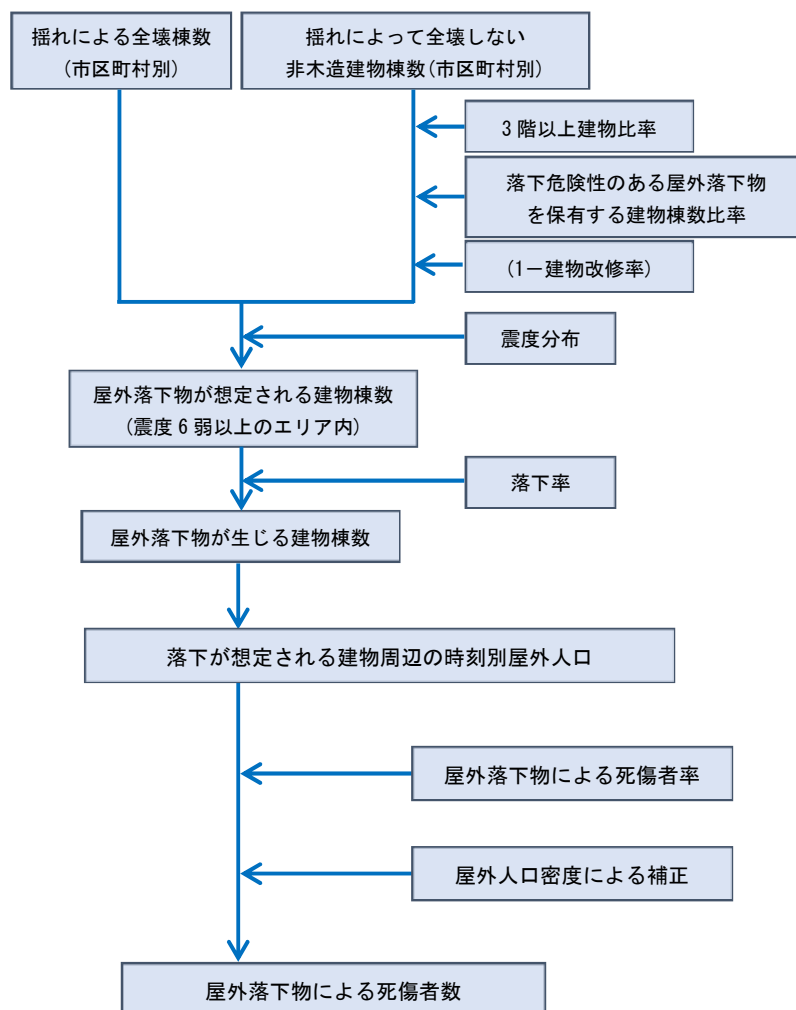 揺れによる全壊棟数
(市区町村別)
揺れによって全壊しない
非木造建物棟数(市区町村別)
3階以上建物比率
落下危険性のある屋外落下物
を保有する建物棟数比率
(1－建物改修率)
震度分布
屋外落下物が想定される建物棟数
(震度6弱以上のエリア内)
落下率
屋外落下物が生じる建物棟数
落下が想定される建物周辺の時刻別屋外人口
屋外落下物による死傷者率
屋外人口密度による補正
屋外落下物による死傷者数